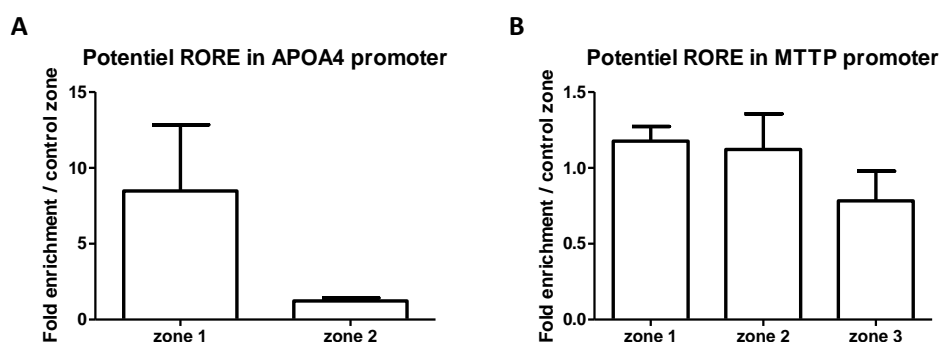 A
Potentiel RORE in APOA4 promoter
Fold enrichment / control zone
15
10
5
0
zone 1 zone 2
B
Potentiel RORE in MTTP promoter
Fold enrichment / control zone
1.5
1.0
0.5
0.0
zone 1 zone 2 zone 3